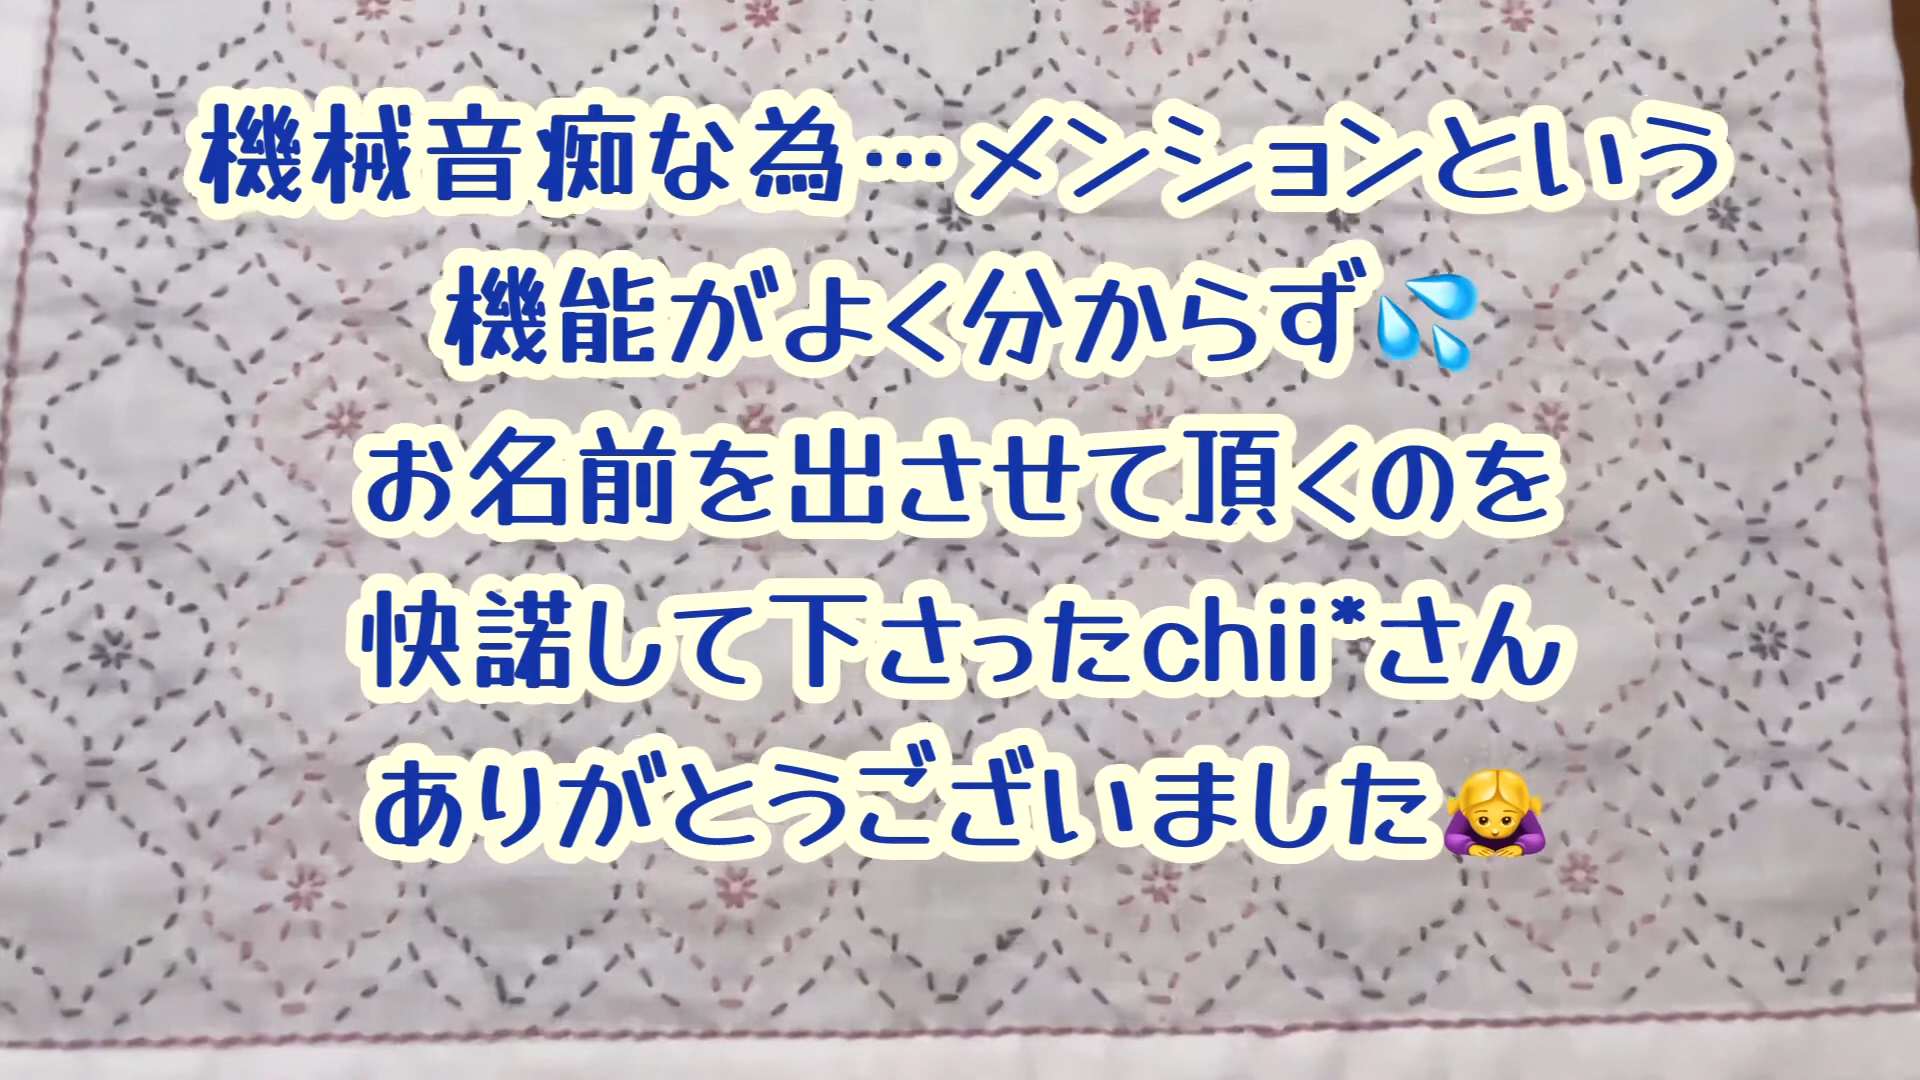 機械音痴な為…メンションという
機能がよく分からず💦
お名前を出させて頂くのを
快諾して下さったchii*さん
ありがとうございました🙇‍♀️